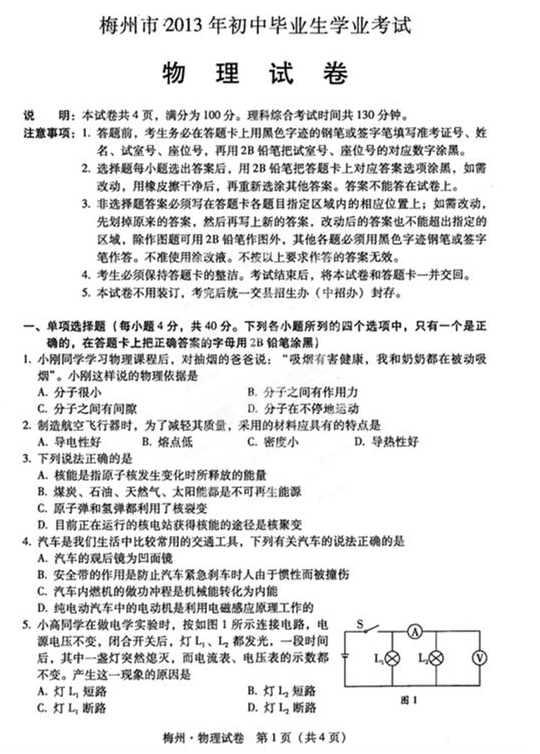 梅州市2013年初中毕业生学业考试
物 理 试 卷
说 明：本试卷共4页，满分为100分。理科综合考试时间共130分钟。
注意事项：1. 答题前，考生务必在答题卡上用黑色字迹的钢笔或签字笔填写准考证号、姓
名、试室号、座位号，再用2B铅笔把试室号、座位号的对应数字涂黑。
2. 选择题每小题选出答案后，用2B铅笔把答题卡上对应答案选项涂黑，如需
改动，用橡皮擦干净后，再重新选涂其他答案。答案不能答在试卷上。
3. 非选择题答案必须写在答题卡各题目指定区域内的相应位置上；如需改动，
先划掉原来的答案，然后再写上新的答案，改动后的答案也不能超出指定的
区域，除作图题可用2B铅笔作图外，其他各题必须用黑色字迹钢笔或签字
笔作答。不准使用涂改液。不按以上要求作答的答案无效。
4. 考生必须保持答题卡的整洁。考试结束后，将本试卷和答题卡一并交回。
5. 本试卷不用装订，考完后统一交县招生办（中招办）封存。
一、单项选择题（每小题4分，共40分。下列各小题所列的四个选项中，只有一个是正
确的，在答题卡上把正确答案的字母用2B铅笔涂黑）
1. 小刚同学学习物理课程后，对抽烟的爸爸说：“吸烟有害健康，我和奶奶都在被动吸
烟”。小刚这样说的物理依据是
A. 分子很小 B. 分子之间有作用力
C. 分子之间有间隙 D. 分子在不停地运动
2. 制造航空飞行器时，为了减轻其质量，采用的材料应具有的特点是
A. 导电性好 B. 熔点低 C. 密度小 D. 导热性好
3. 下列说法正确的是
A. 核能是指原子核发生变化时所释放的能量
B. 煤炭、石油、天然气、太阳能都是不可再生能源
C. 原子弹和氢弹都利用了核裂变
D. 目前正在运行的核电站获得核能的途径是核聚变
4. 汽车是我们生活中比较常用的交通工具，下列有关汽车的说法正确的是
A. 汽车的观后镜为凹面镜
B. 安全带的作用是防止汽车紧急刹车时人由于惯性而被撞伤
C. 汽车内燃机的做功冲程是机械能转化为内能
D. 纯电动汽车中的电动机是利用电磁感应原理工作的
5. 小高同学在做电学实验时，按如图1所示连接电路，电
源电压不变，闭合开关后，灯L₁、L₂都发光，一段时间
后，其中一盏灯突然熄灭，而电流表、电压表的示数都
不变。产生这一现象的原因是
A. 灯L₁短路 B. 灯L₂短路
C. 灯L₁断路 D. 灯L₂断路
S
A
L₁
L₂
V
图1
梅州·物理试卷 第1页（共4页）